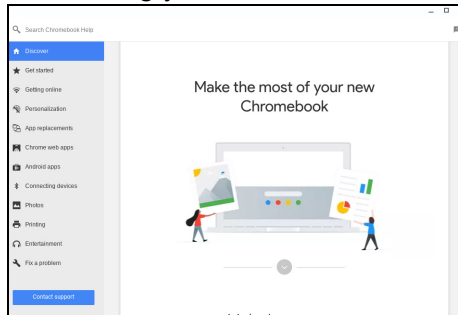 Search Chromebook Help
Discover
Get started
Getting online
Personalization
App replacements
Chrome web apps
Android apps
Connecting devices
Photos
Printing
Entertainment
Fix a problem
Contact support
Make the most of your new
Chromebook